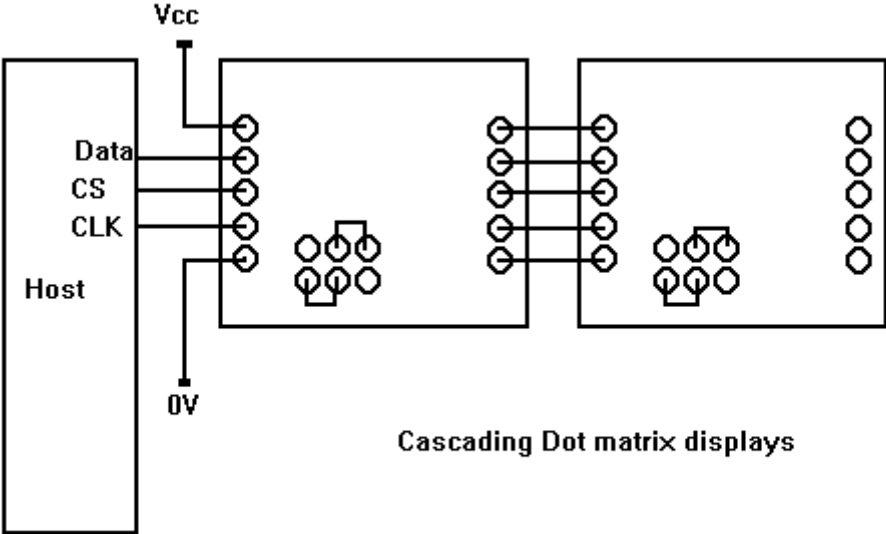 Vcc
Data
CS
CLK
Host
0V
Cascading Dot matrix displays